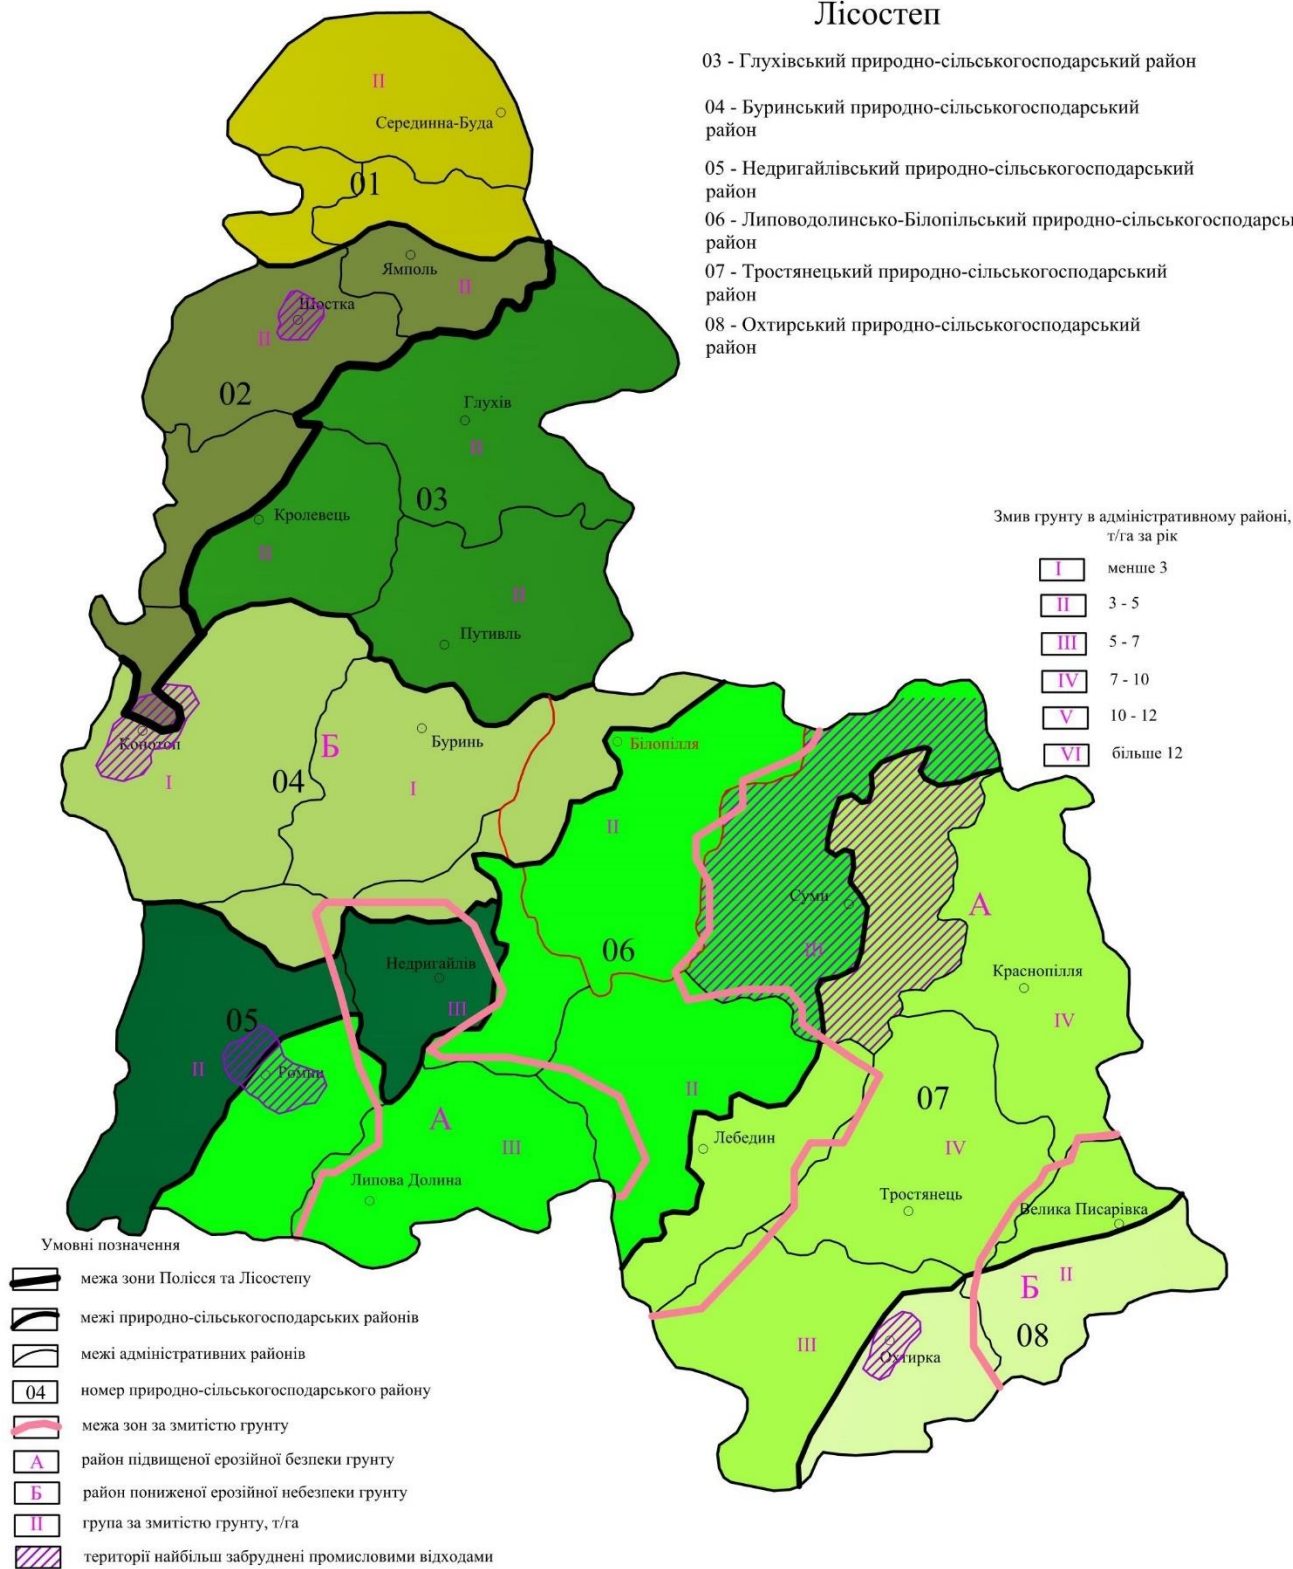 Лісостеп
03 - Глухівський природно-сільськогосподарський район
04 - Буринський природно-сільськогосподарський
район
05 - Недригайлівський природно-сільськогосподарський
район
06 - Липоводолинсько-Білопільський природно-сільськогосподарсы
район
07 - Тростянецький природно-сільськогосподарський
район
08 - Охтирський природно-сільськогосподарський
район
II
Серединна-Буда
01
Ямполь
II
Шостка
II
02
Глухів
II
03
Кролевець
II
II
Путивль
Змив грунту в адміністративному районі,
т/га за рік
I менше 3
II 3 - 5
III 5 - 7
IV 7 - 10
V 10 - 12
VI більше 12
Конотоп
I
Б
04
Буринь
I
Білопілля
II
Суми
III
А
Краснопілля
IV
06
Недригайлів
III
05
II
Ромни
А
III
Липова Долина
II
Лебедин
07
IV
Тростянець
Велика Писарівка
Б
II
08
III
Охтирка
Умовні позначення
межа зони Полісся та Лісостепу
межі природно-сільськогосподарських районів
межі адміністративних районів
04 номер природно-сільськогосподарського району
межа зон за змитістю грунту
А район підвищеної ерозійної безпеки грунту
Б район пониженої ерозійної небезпеки грунту
II група за змитістю грунту, т/га
території найбільш забруднені промисловими відходами